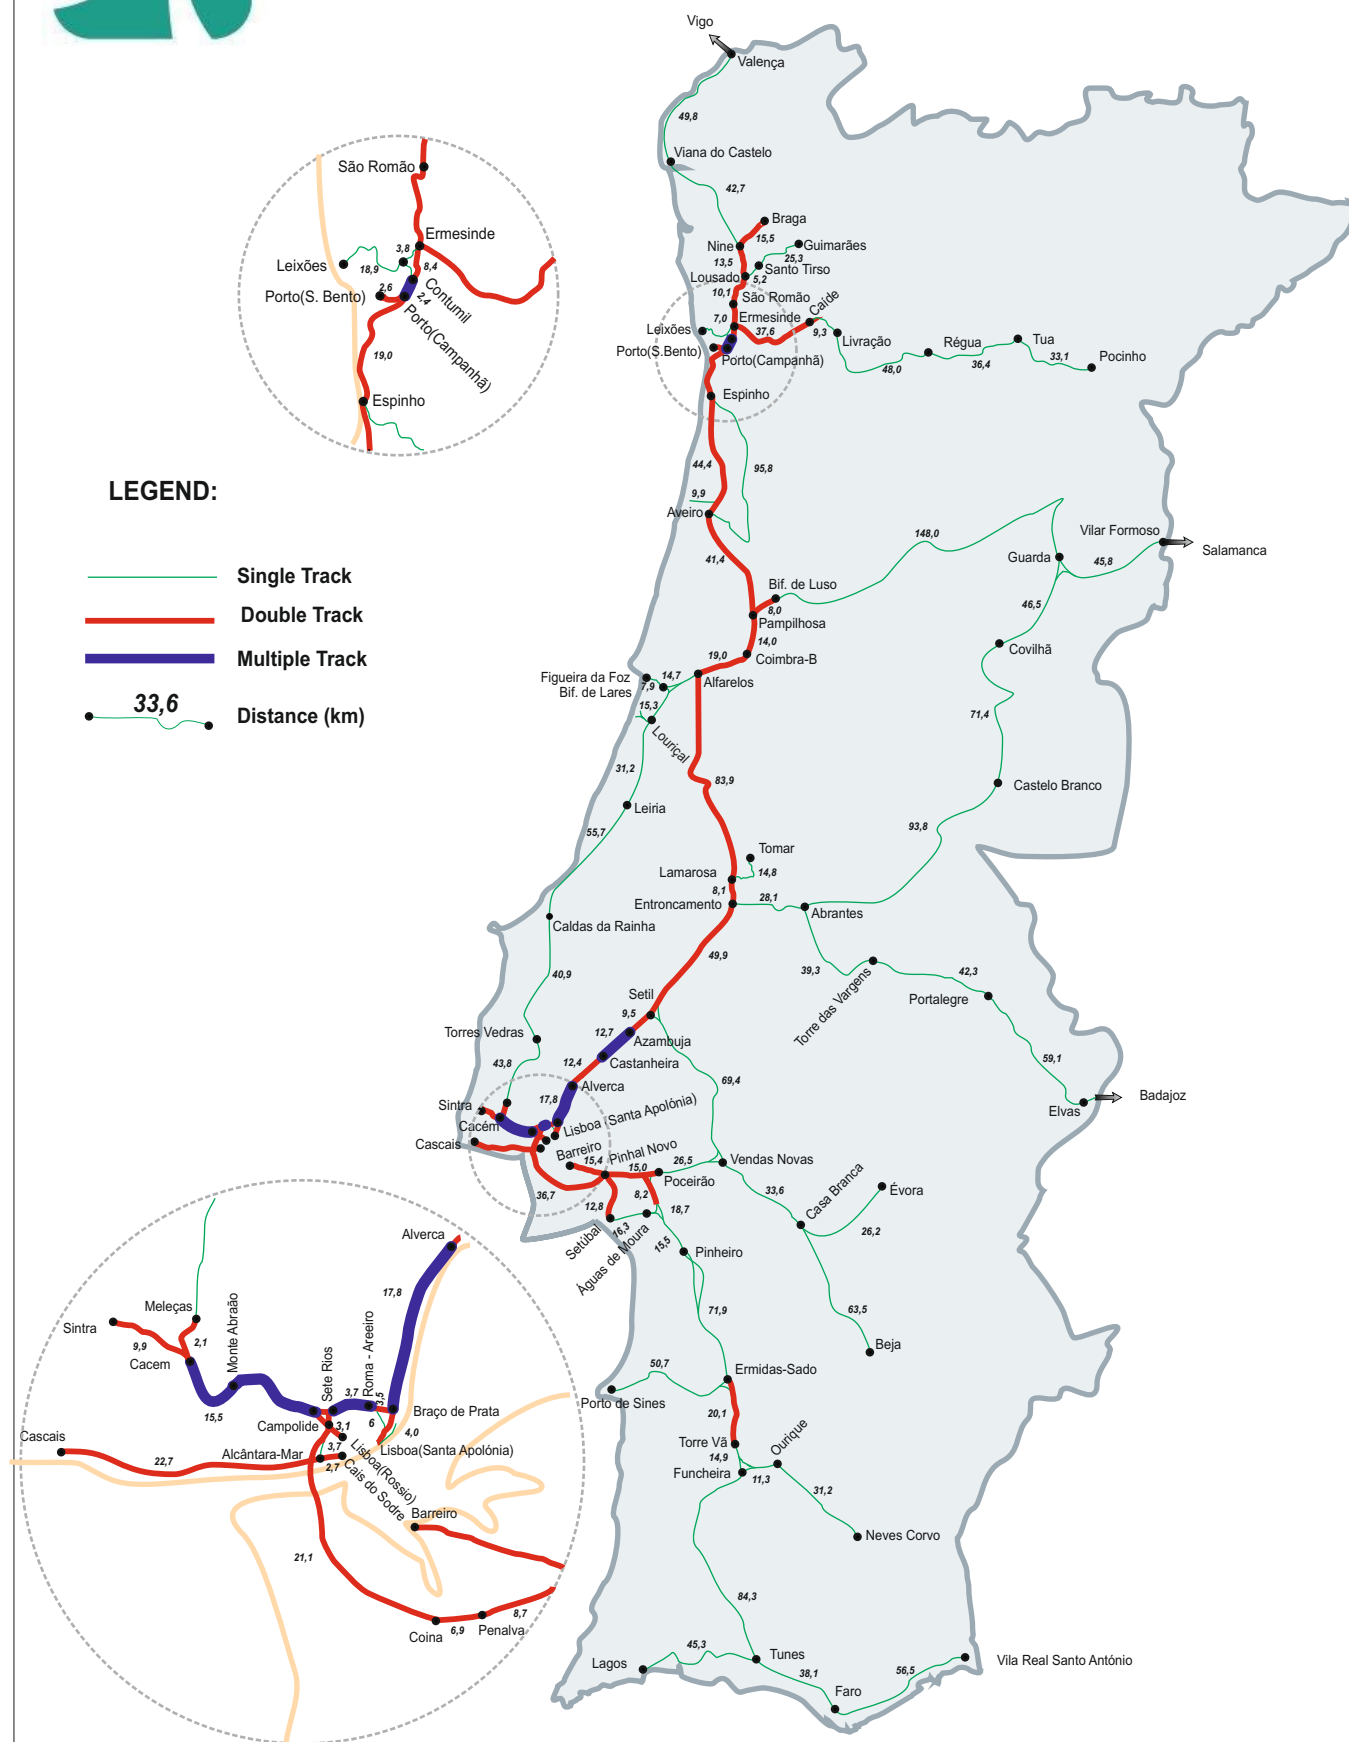 Vigo
Valença
49,8
Viana do Castelo
42,7
Braga
15,5
Nine
Guimarães
25,3
13,5
Santo Tirso
Lousado
5,2
10,1
São Romão
7,0
Ermesinde
Caíde
Leixões
37,6
9,3
Livração
Porto(S.Bento)
Porto(Campanhã)
48,0
Régua
36,4
Tua
33,1
Pocinho
Espinho
44,4
95,8
9,9
Aveiro
41,4
148,0
Vilar Formoso
Salamanca
Guarda
45,8
Bif. de Luso
8,0
Pampilhosa
46,5
14,0
Covilhã
19,0
Coimbra-B
Figueira da Foz
14,7
Alfarelos
7,9
Bif. de Lares
15,3
Louriçal
71,4
31,2
83,9
Castelo Branco
Leiria
55,7
93,8
Tomar
Lamarosa
14,8
8,1
Entroncamento
28,1
Abrantes
Caldas da Rainha
49,9
39,3
Torre das Vargens
42,3
Portalegre
40,9
Setil
9,5
Torres Vedras
12,7
Azambuja
43,8
12,4
Castanheira
59,1
Alverca
69,4
Elvas
Badajoz
17,8
Sintra
Cacém
Lisboa (Santa Apolónia)
Cascais
Barreiro
15,4
Pinhal Novo
15,0
26,5
Vendas Novas
Poceirão
36,7
8,2
33,6
Casa Branca
Évora
12,8
18,7
26,2
Setúbal
16,3
Águas de Moura
15,5
Pinheiro
71,9
63,5
Beja
50,7
Ermidas-Sado
Porto de Sines
20,1
Torre Vã
14,9
Ourique
Funcheira
11,3
31,2
Neves Corvo
84,3
45,3
Tunes
Lagos
38,1
Faro
56,5
Vila Real Santo António
São Romão
Ermesinde
3,8
Leixões
18,9
8,4
Contumil
2,6
Porto(S. Bento)
2,4
Porto(Campanhã)
19,0
Espinho
LEGEND:
Single Track
Double Track
Multiple Track
33,6
Distance (km)
Alverca
17,8
Meleças
Sintra
9,9
2,1
Cacem
Monte Abraão
Sete Rios
Roma - Areeiro
15,5
3,7
3,5
Braço de Prata
Campolide
3,1
6
4,0
Cascais
Alcântara-Mar
3,7
Lisboa(Santa Apolónia)
22,7
2,7
Lisboa(Rossio)
Cais do Sodre
Barreiro
21,1
8,7
Coina
6,9
Penalva